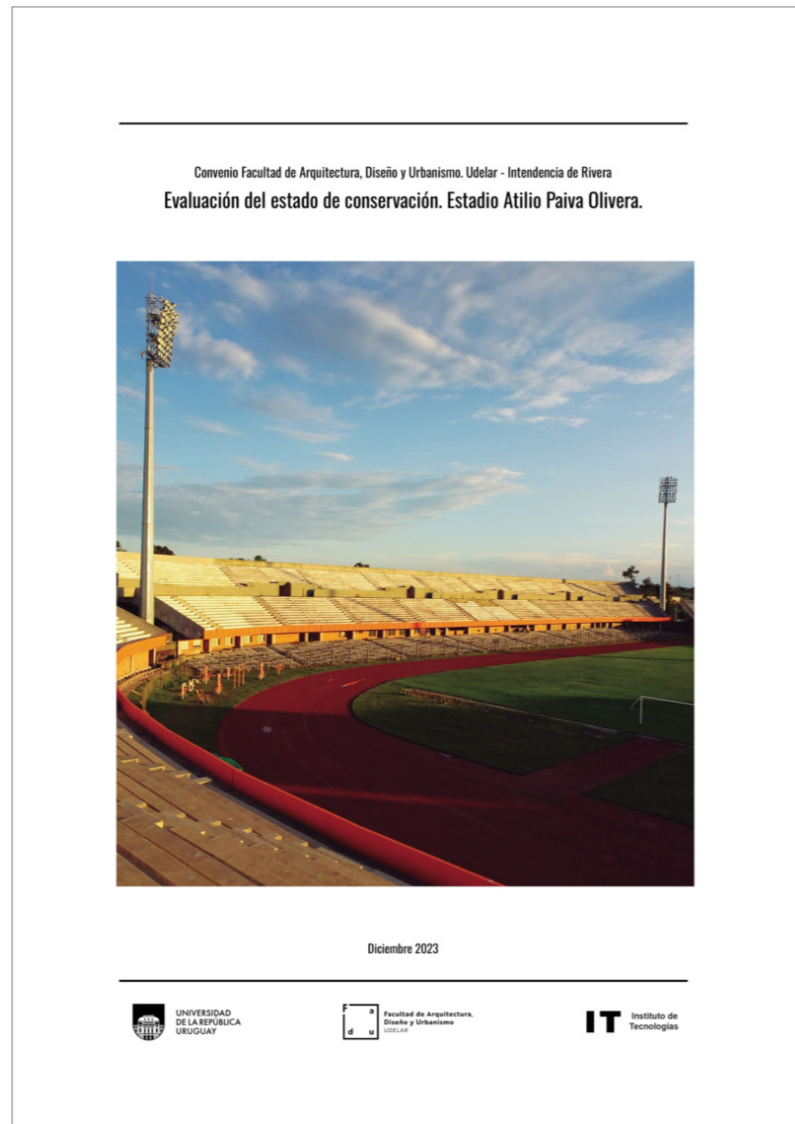 Convenio Facultad de Arquitectura, Diseño y Urbanismo. Udelar - Intendencia de Rivera
Evaluación del estado de conservación. Estadio Atilio Paiva Olivera.
Diciembre 2023
UNIVERSIDAD
DE LA REPÚBLICA
URUGUAY
F a
d u
Facultad de Arquitectura,
Diseño y Urbanismo
UDELAR
IT
Instituto de
Tecnologías